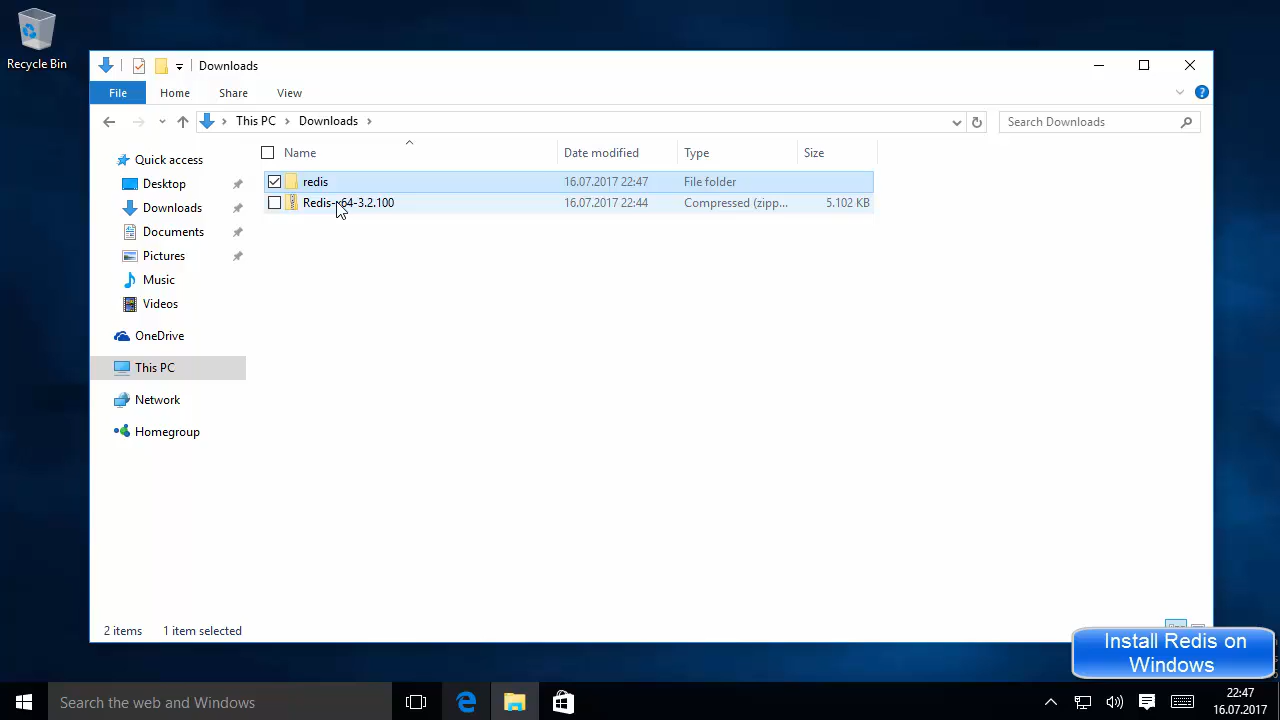 Recycle Bin
Downloads
File Home Share View
This PC Downloads
Search Downloads
Name Date modified Type Size
redis 16.07.2017 22:47 File folder
Redis-x64-3.2.100 16.07.2017 22:44 Compressed (zipp... 5.102 KB
Quick access
Desktop
Downloads
Documents
Pictures
Music
Videos
OneDrive
This PC
Network
Homegroup
2 items 1 item selected
Install Redis on
Windows
Search the web and Windows
22:47
16.07.2017